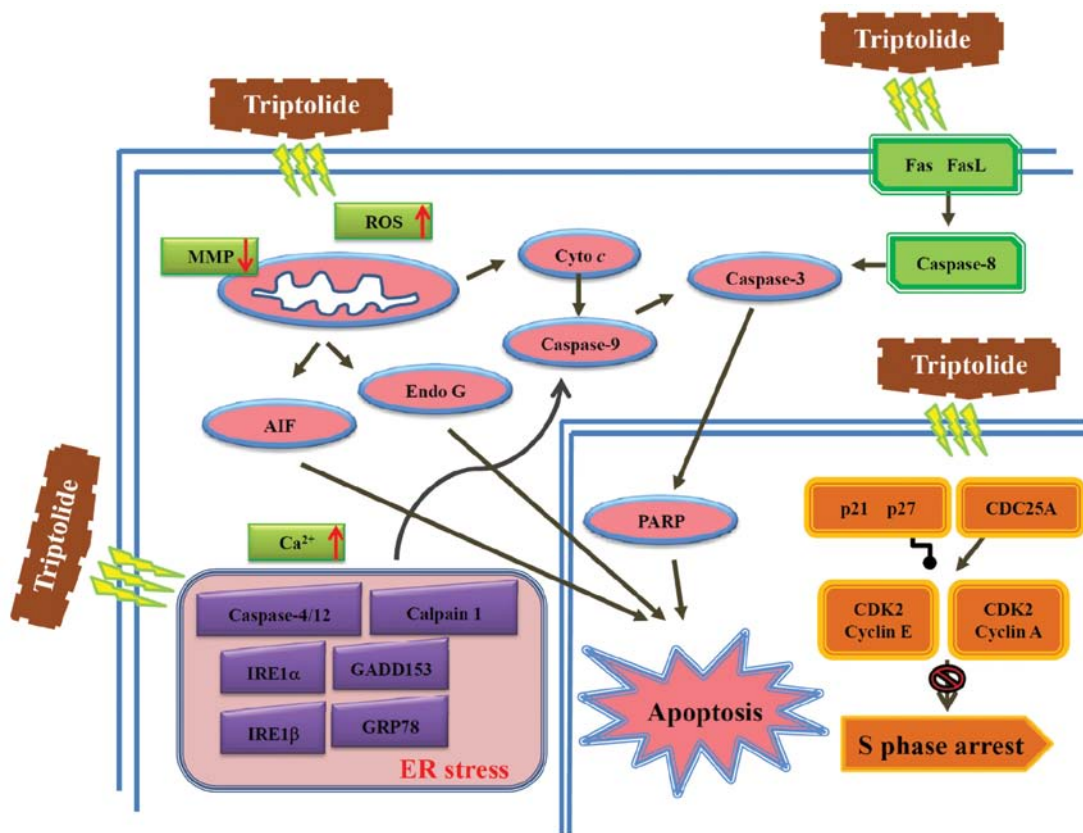 Triptolide
Triptolide
Fas FasL
ROS
MMP
Cyto c
Caspase-3
Caspase-8
Caspase-9
Triptolide
Endo G
AIF
Triptolide
PARP
p21 p27
CDC25A
Ca²⁺
Caspase-4/12
Calpain 1
CDK2
Cyclin E
CDK2
Cyclin A
IRE1α
GADD153
IRE1β
GRP78
Apoptosis
S phase arrest
ER stress